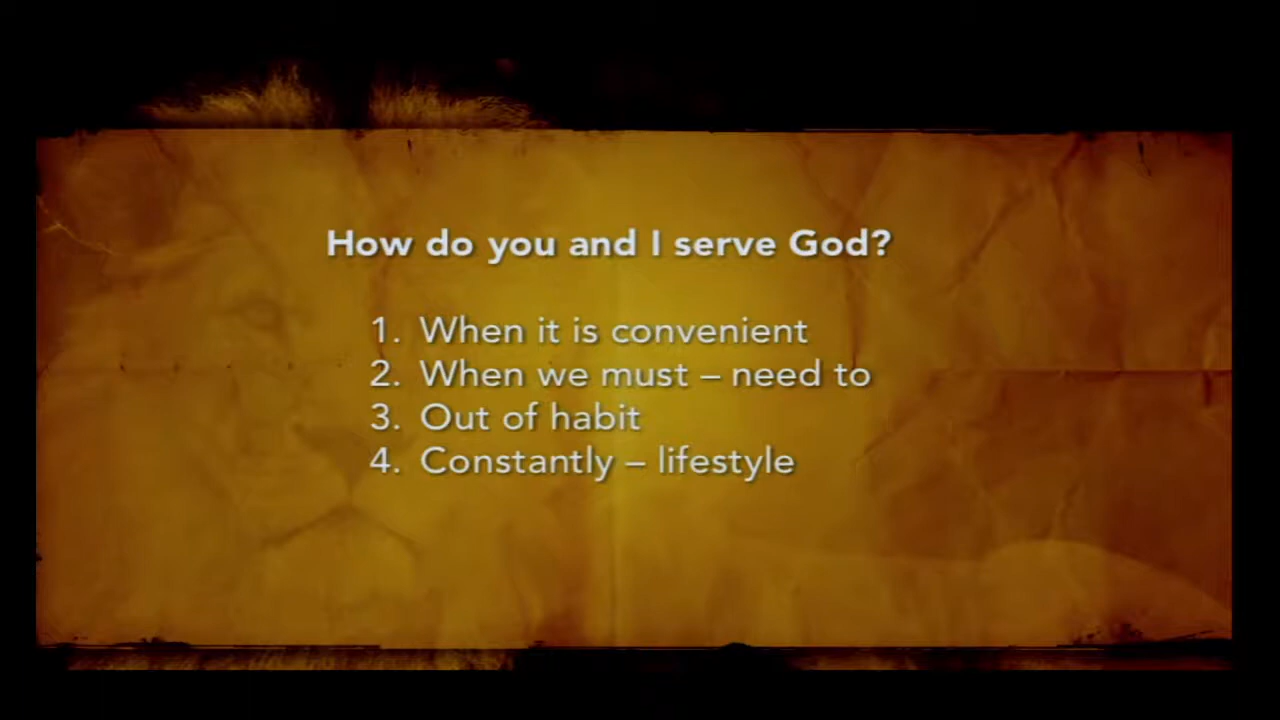 How do you and I serve God?
1. When it is convenient
2. When we must – need to
3. Out of habit
4. Constantly – lifestyle